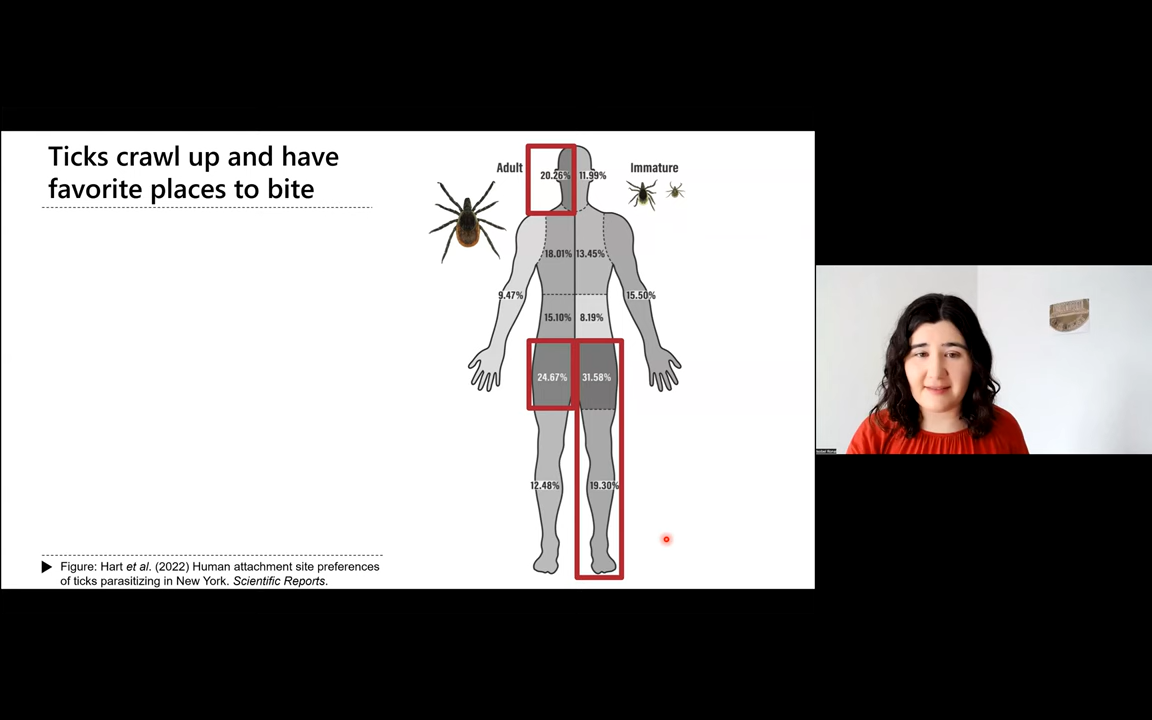 Ticks crawl up and have
favorite places to bite
Adult
Immature
20.26%
11.99%
18.01%
13.45%
9.47%
15.50%
15.10%
8.19%
24.67%
31.58%
12.48%
19.30%
Figure: Hart et al. (2022) Human attachment site preferences
of ticks parasitizing in New York. Scientific Reports.